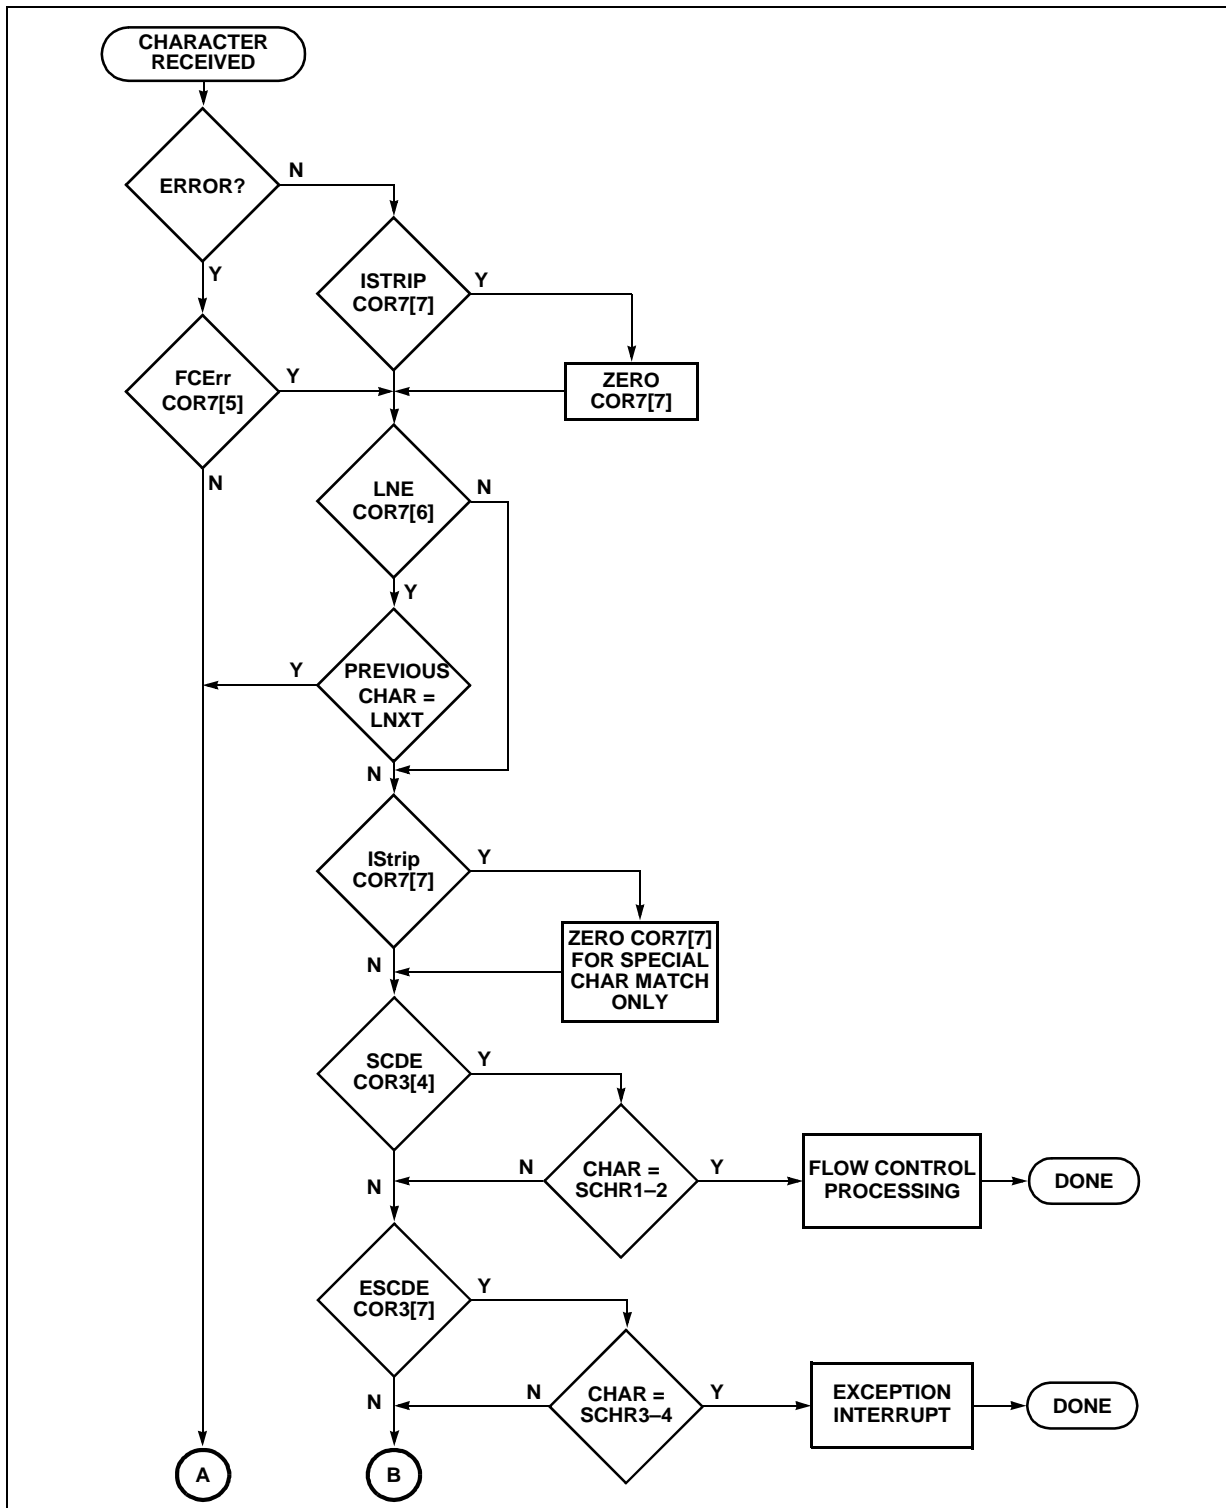 CHARACTER
RECEIVED
ERROR?
N
Y
ISTRIP
COR7[7]
Y
ZERO
COR7[7]
FCErr
COR7[5]
Y
N
LNE
COR7[6]
N
Y
PREVIOUS
CHAR =
LNXT
Y
N
IStrip
COR7[7]
Y
N
ZERO COR7[7]
FOR SPECIAL
CHAR MATCH
ONLY
SCDE
COR3[4]
Y
N
CHAR =
SCHR1–2
N
Y
FLOW CONTROL
PROCESSING
DONE
ESCDE
COR3[7]
Y
N
CHAR =
SCHR3–4
N
Y
EXCEPTION
INTERRUPT
DONE
A
B